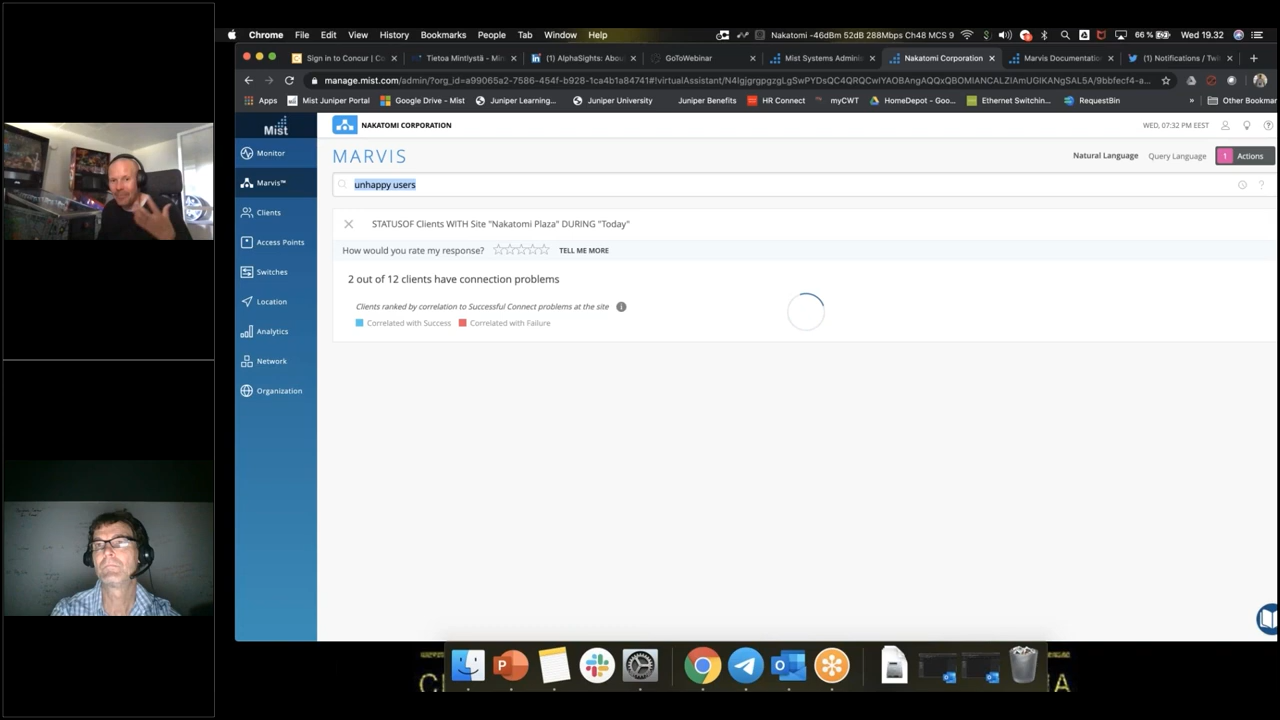 Chrome File Edit View History Bookmarks People Tab Window Help Nakatomi -46dBm 52dB 288Mbps Ch48 MCS 9 66 % Wed 19.32
Sign in to Concur | Co Tietoa Mintlystä - Min (1) AlphaSights: Abou GoToWebinar Mist Systems Admini Nakatomi Corporation Marvis Documentatio (1) Notifications / Twi
manage.mist.com/admin/?org_id=a99065a2-7586-454f-b928-1ca4b1a84741#!virtualAssistant/
Apps Mist Juniper Portal Google Drive - Mist Juniper Learning... Juniper University Juniper Benefits HR Connect myCWT HomeDepot - Goo... Ethernet Switchin... RequestBin » Other Bookmar
Mist
NAKATOMI CORPORATION
WED, 07:32 PM EEST
Monitor
Marvis™
Clients
Access Points
Switches
Location
Analytics
Network
Organization
MARVIS
Natural Language Query Language 1 Actions
unhappy users
STATUSOF Clients WITH Site "Nakatomi Plaza" DURING "Today"
How would you rate my response? TELL ME MORE
2 out of 12 clients have connection problems
Clients ranked by correlation to Successful Connect problems at the site
Correlated with Success Correlated with Failure